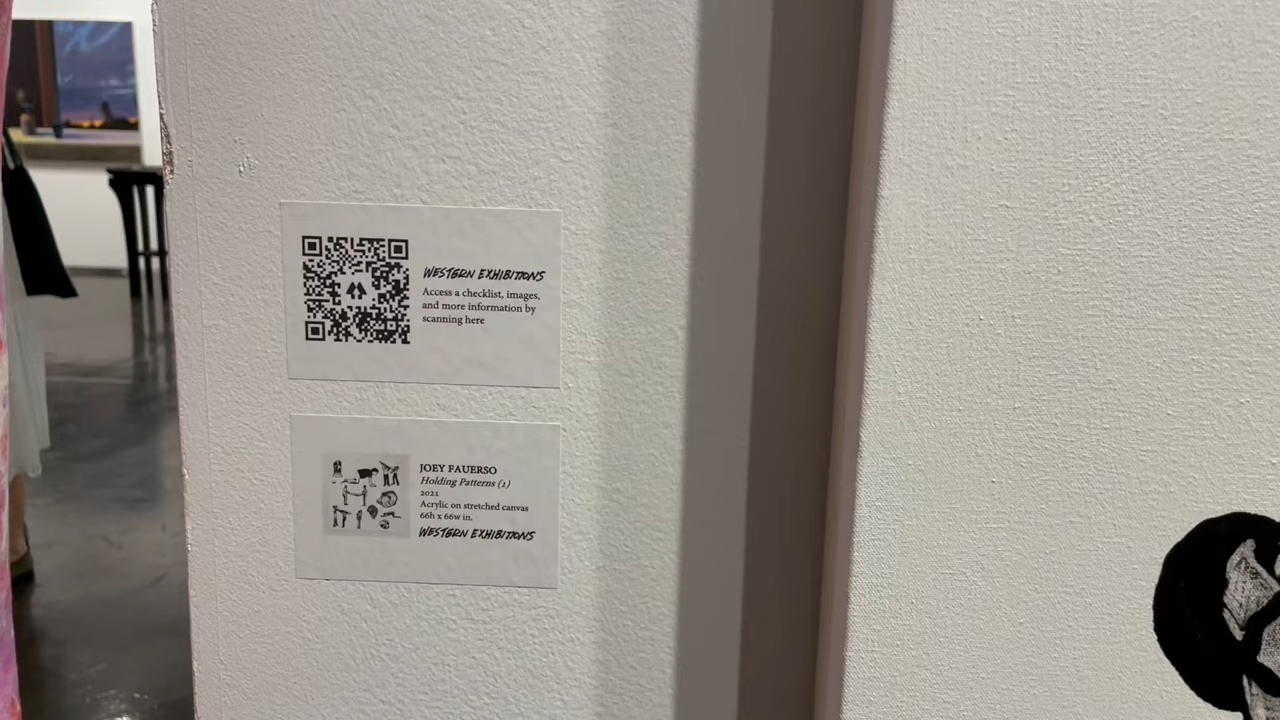 WESTERN EXHIBITIONS
Access a checklist, images,
and more information by
scanning here
JOEY FAUERSO
Holding Patterns (1)
2021
Acrylic on stretched canvas
66h x 66w in.
WESTERN EXHIBITIONS